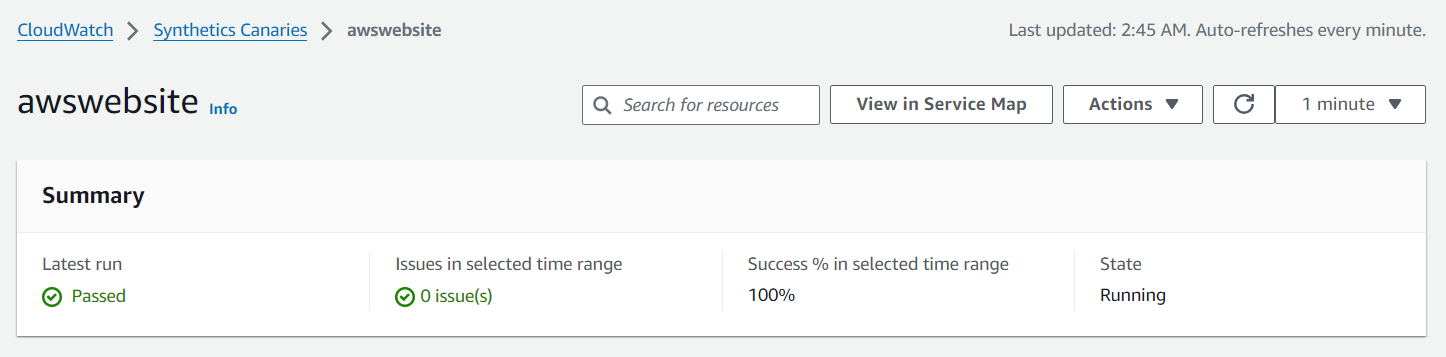 CloudWatch > Synthetics Canaries > awswebsite
Last updated: 2:45 AM. Auto-refreshes every minute.
awswebsite Info
Search for resources
View in Service Map
Actions
1 minute
Summary
Latest run
Passed
Issues in selected time range
0 issue(s)
Success % in selected time range
100%
State
Running